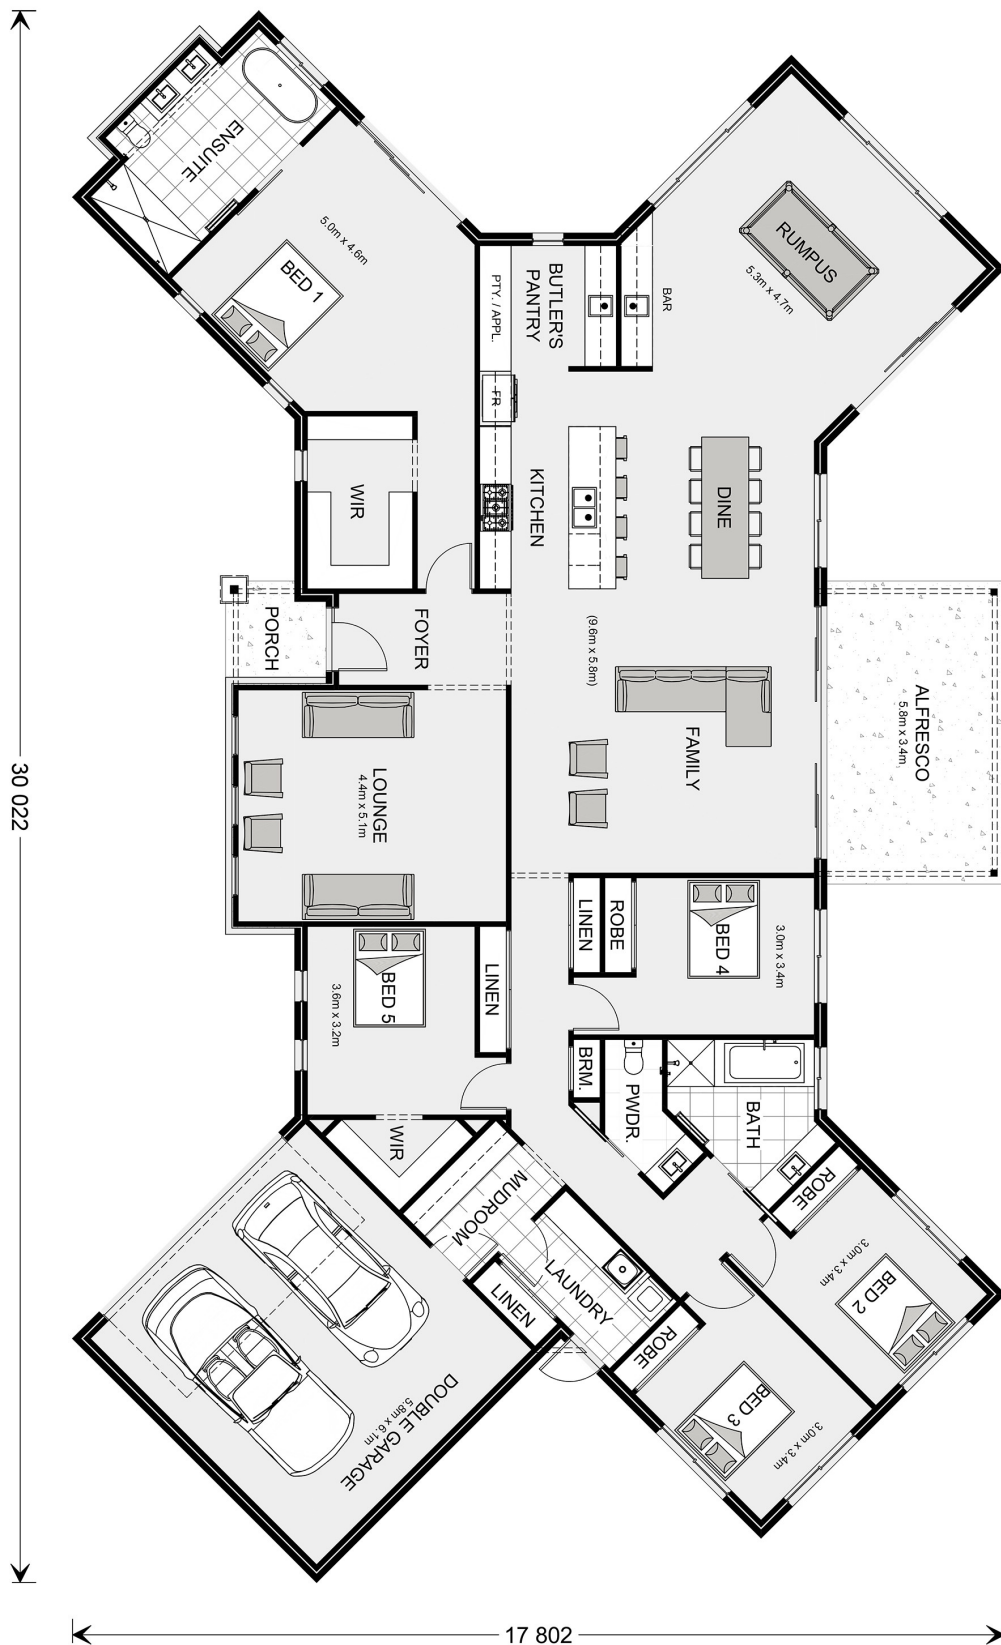 ENSUITE
5.0m x 4.6m
BED 1
RUMPUS
5.3m x 4.7m
BUTLER'S
PANTRY
PTY. / APPL.
BAR
FR
WIR
KITCHEN
DINE
PORCH
FOYER
(9.6m x 5.8m)
ALFRESCO
5.8m x 3.4m
FAMILY
LOUNGE
4.4m x 5.1m
30 022
LINEN
ROBE
BED 4
3.0m x 3.4m
LINEN
BED 5
3.6m x 3.2m
BRM.
PWDR.
BATH
WIR
MUDROOM
ROBE
3.0m x 3.4m
BED 2
LAUNDRY
LINEN
ROBE
BED 3
3.0m x 3.4m
DOUBLE GARAGE
5.8m x 6.1m
17 802